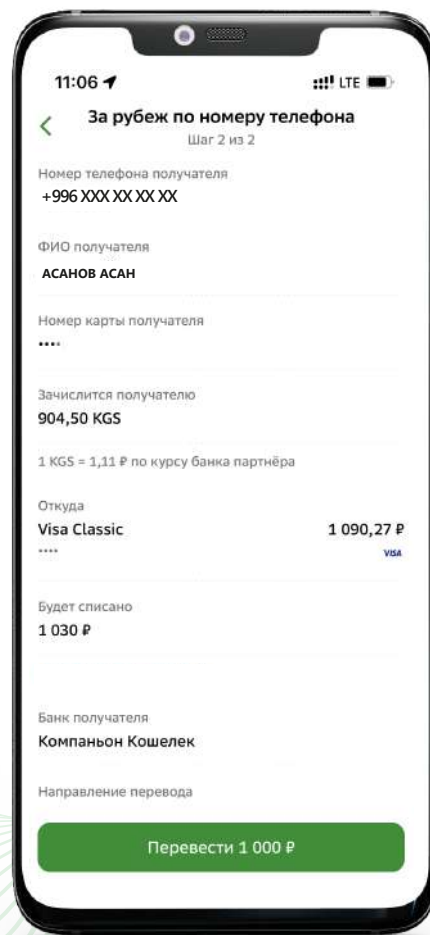 11:06
LTE
За рубеж по номеру телефона
Шаг 2 из 2
Номер телефона получателя
+996 XXX XX XX XX
ФИО получателя
АСАНОВ АСАН
Номер карты получателя
••••
Зачислится получателю
904,50 KGS
1 KGS = 1,11 ₽ по курсу банка партнёра
Откуда
Visa Classic 1 090,27 ₽
•••• VISA
Будет списано
1 030 ₽
Банк получателя
Компаньон Кошелек
Направление перевода
Перевести 1 000 ₽